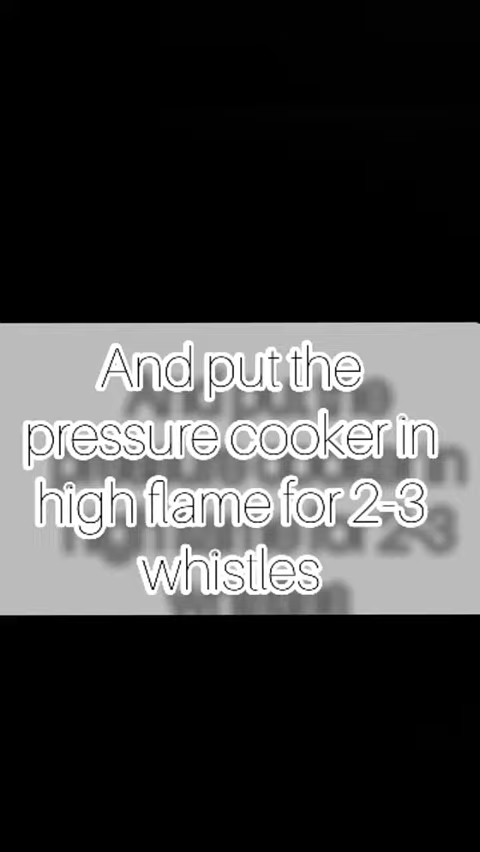 And put the
pressure cooker in
high flame for 2-3
whistles